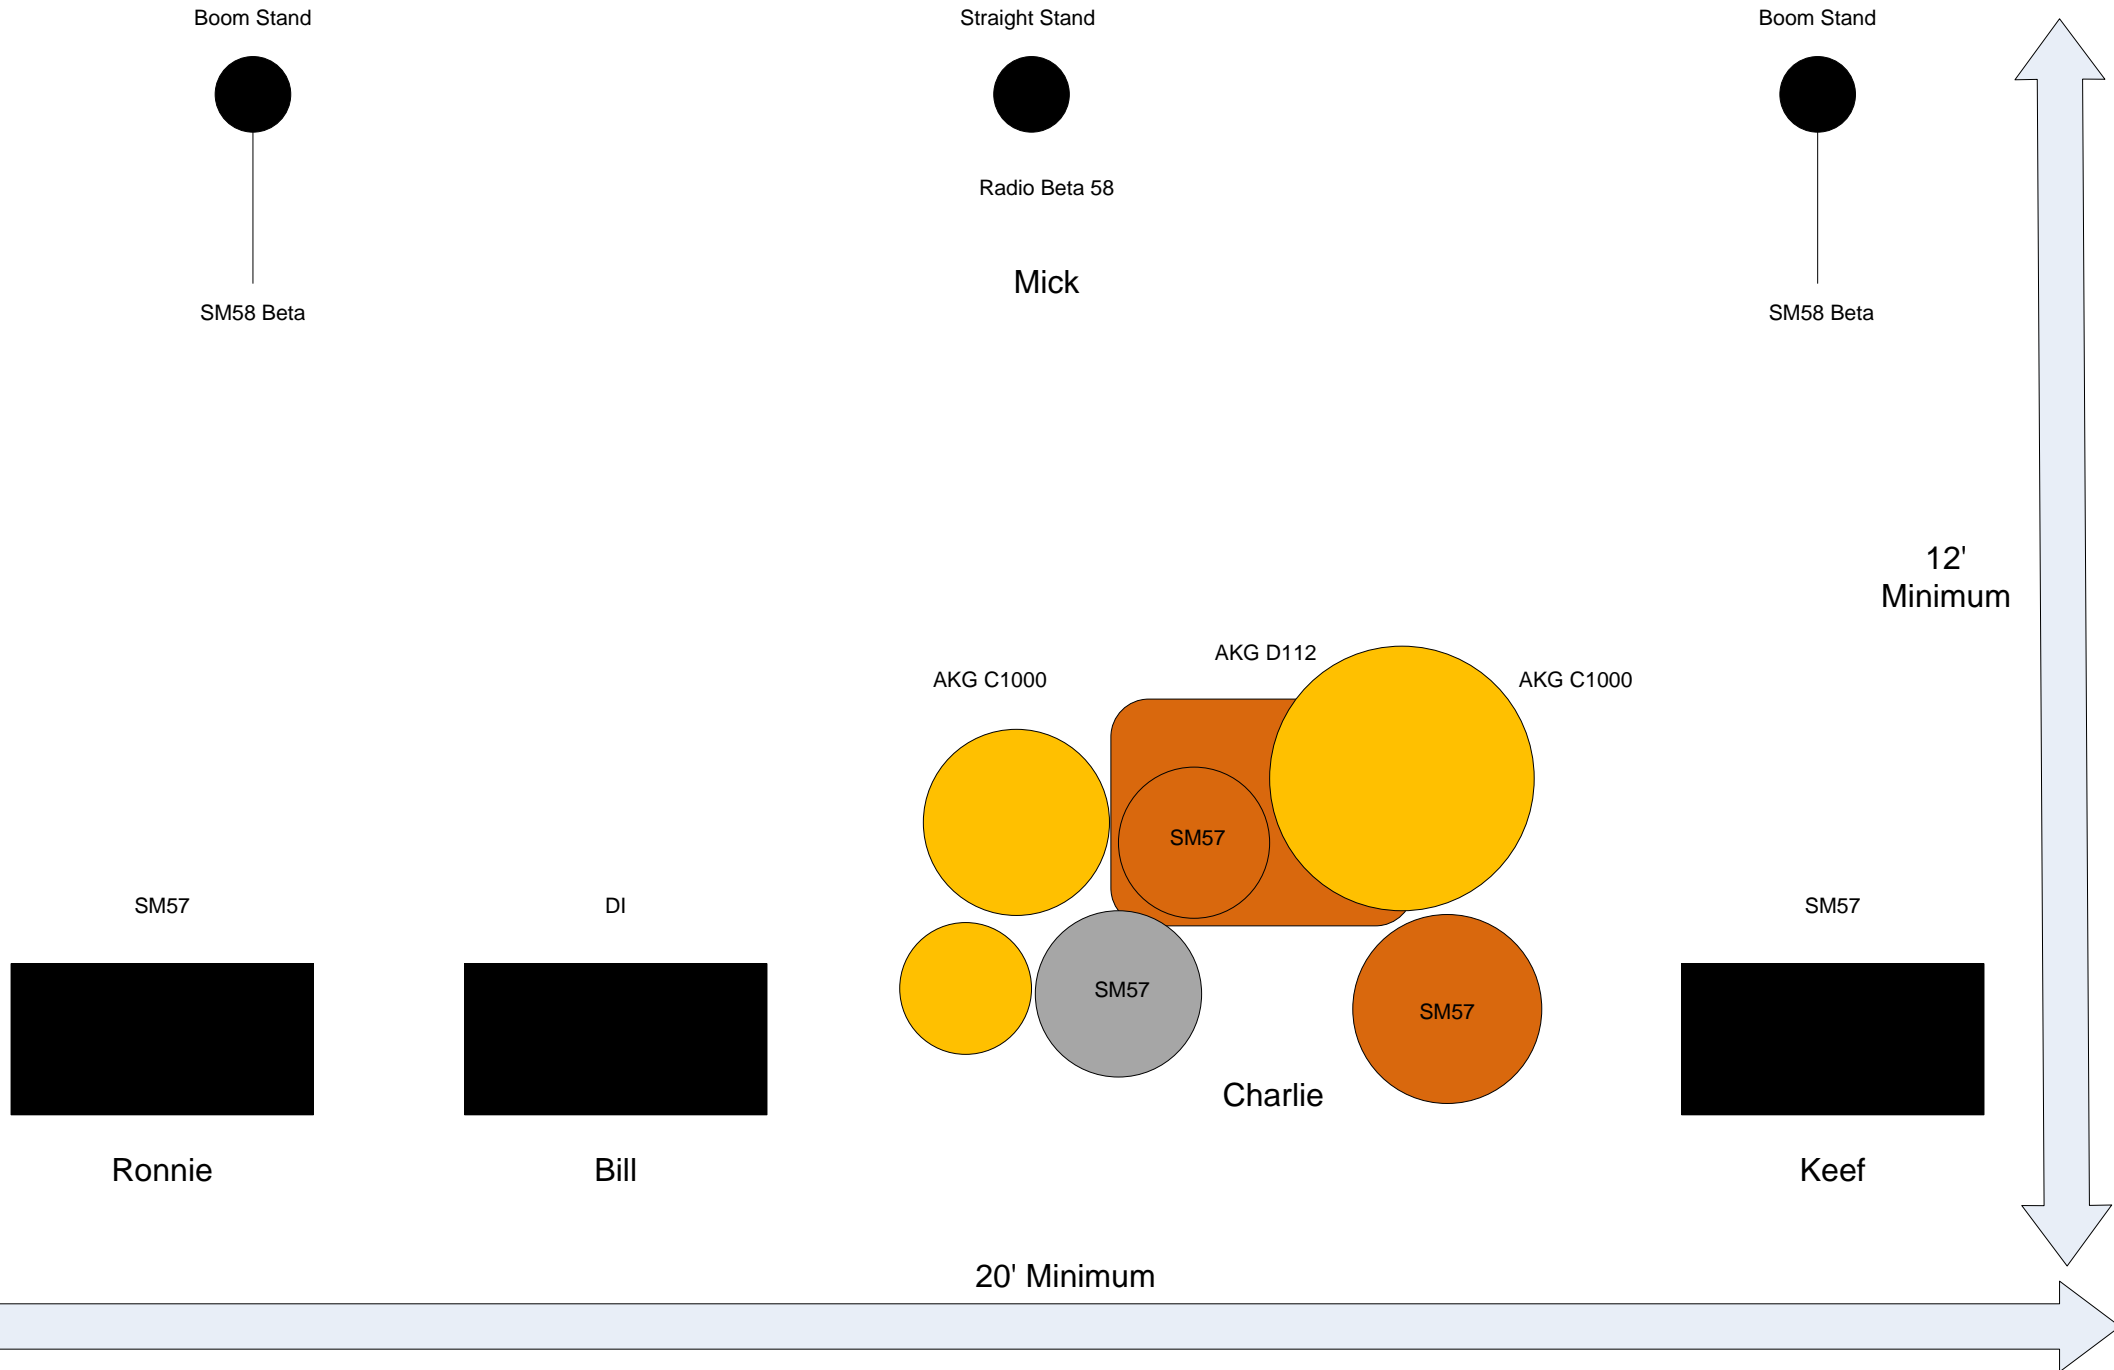 Boom Stand
Straight Stand
Boom Stand
Radio Beta 58
Mick
SM58 Beta
SM58 Beta
12'
Minimum
AKG D112
AKG C1000
AKG C1000
SM57
SM57
DI
SM57
SM57
SM57
Charlie
Ronnie
Bill
Keef
20' Minimum